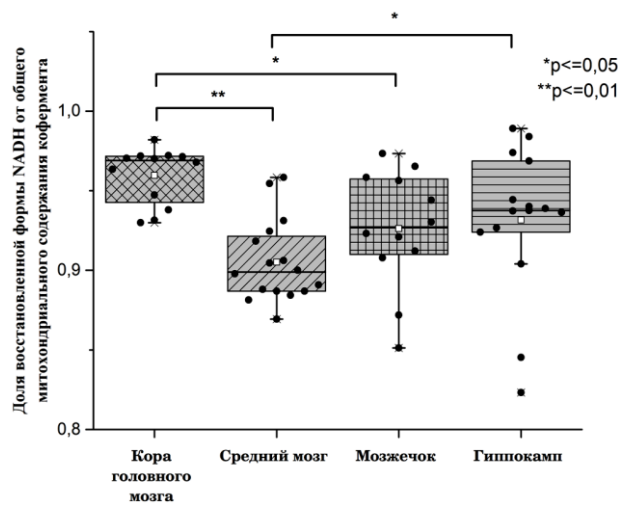 Доля восстановленной формы NADH от общего
митохондриального содержания кофермента
*
*
**
*p<=0,05
**p<=0,01
1,0
0,9
0,8
Кора
головного
мозга
Средний мозг
Мозжечок
Гиппокамп